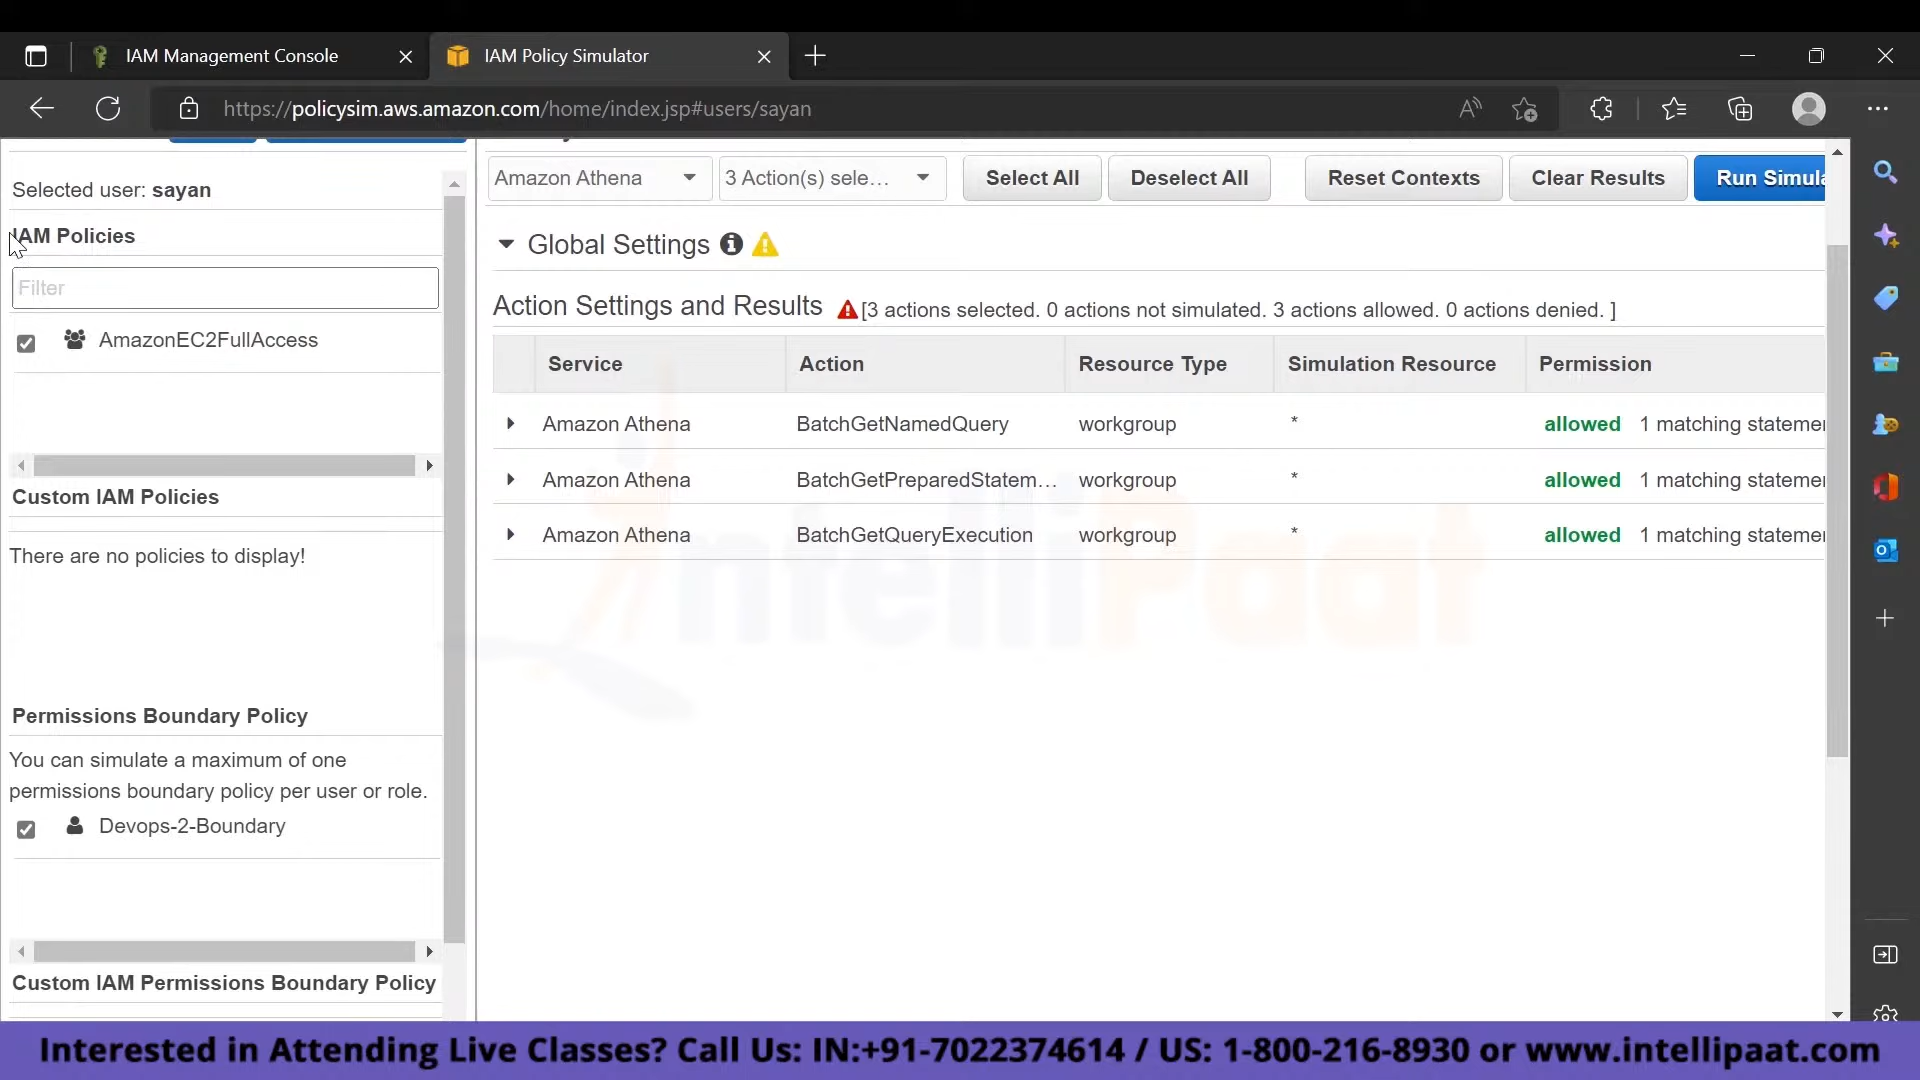 IAM Management Console
IAM Policy Simulator
https://policysim.aws.amazon.com/home/index.jsp#users/sayan
Selected user: sayan
IAM Policies
Filter
AmazonEC2FullAccess
Custom IAM Policies
There are no policies to display!
Permissions Boundary Policy
You can simulate a maximum of one
permissions boundary policy per user or role.
Devops-2-Boundary
Custom IAM Permissions Boundary Policy
Amazon Athena 3 Action(s) sele... Select All Deselect All Reset Contexts Clear Results Run Simula
Global Settings
Action Settings and Results [3 actions selected. 0 actions not simulated. 3 actions allowed. 0 actions denied. ]
Service Action Resource Type Simulation Resource Permission
Amazon Athena BatchGetNamedQuery workgroup * allowed 1 matching statemen
Amazon Athena BatchGetPreparedStatem... workgroup * allowed 1 matching statemen
Amazon Athena BatchGetQueryExecution workgroup * allowed 1 matching statemen
intelliPaat
Interested in Attending Live Classes? Call Us: IN:+91-7022374614 / US: 1-800-216-8930 or www.intellipaat.com